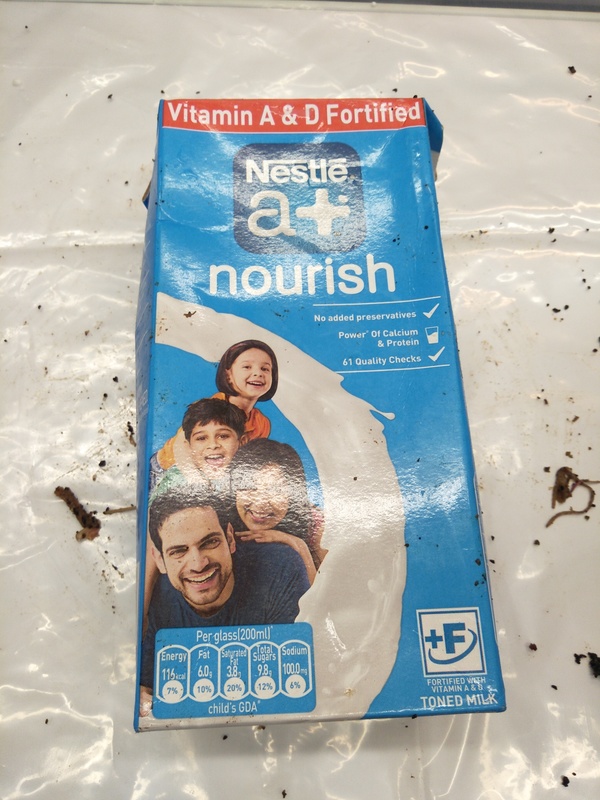 Vitamin A & D Fortified
Nestlé
a+
nourish
No added preservatives
Power* Of Calcium
& Protein
61 Quality Checks
Per glass(200ml)*
Energy Fat Saturated Fat Total Sugars Sodium
116kcal 6.0g 3.8g 9.8g 100.0mg
7% 10% 20% 12% 6%
child's GDA^
+F
FORTIFIED WITH
VITAMIN A & D
TONED MILK